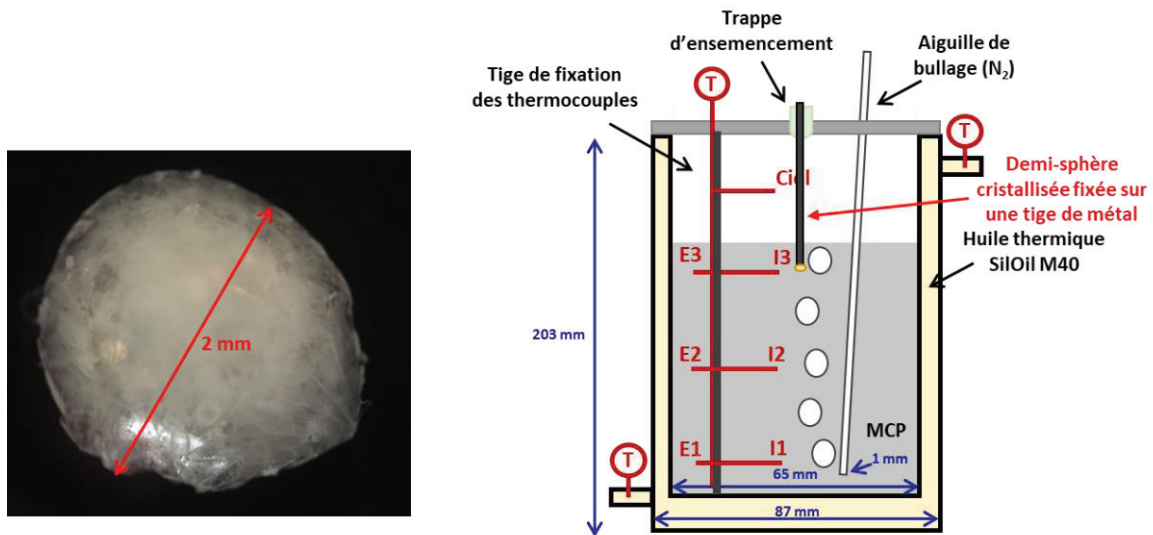 2 mm
Trappe
d'ensemencement
Aiguille de
bullage (N₂)
Tige de fixation
des thermocouples
T
T
Ciel
Demi-sphère
cristallisée fixée sur
une tige de métal
Huile thermique
SilOil M40
E3
I3
203 mm
E2
I2
MCP
E1
I1
1 mm
T
65 mm
87 mm